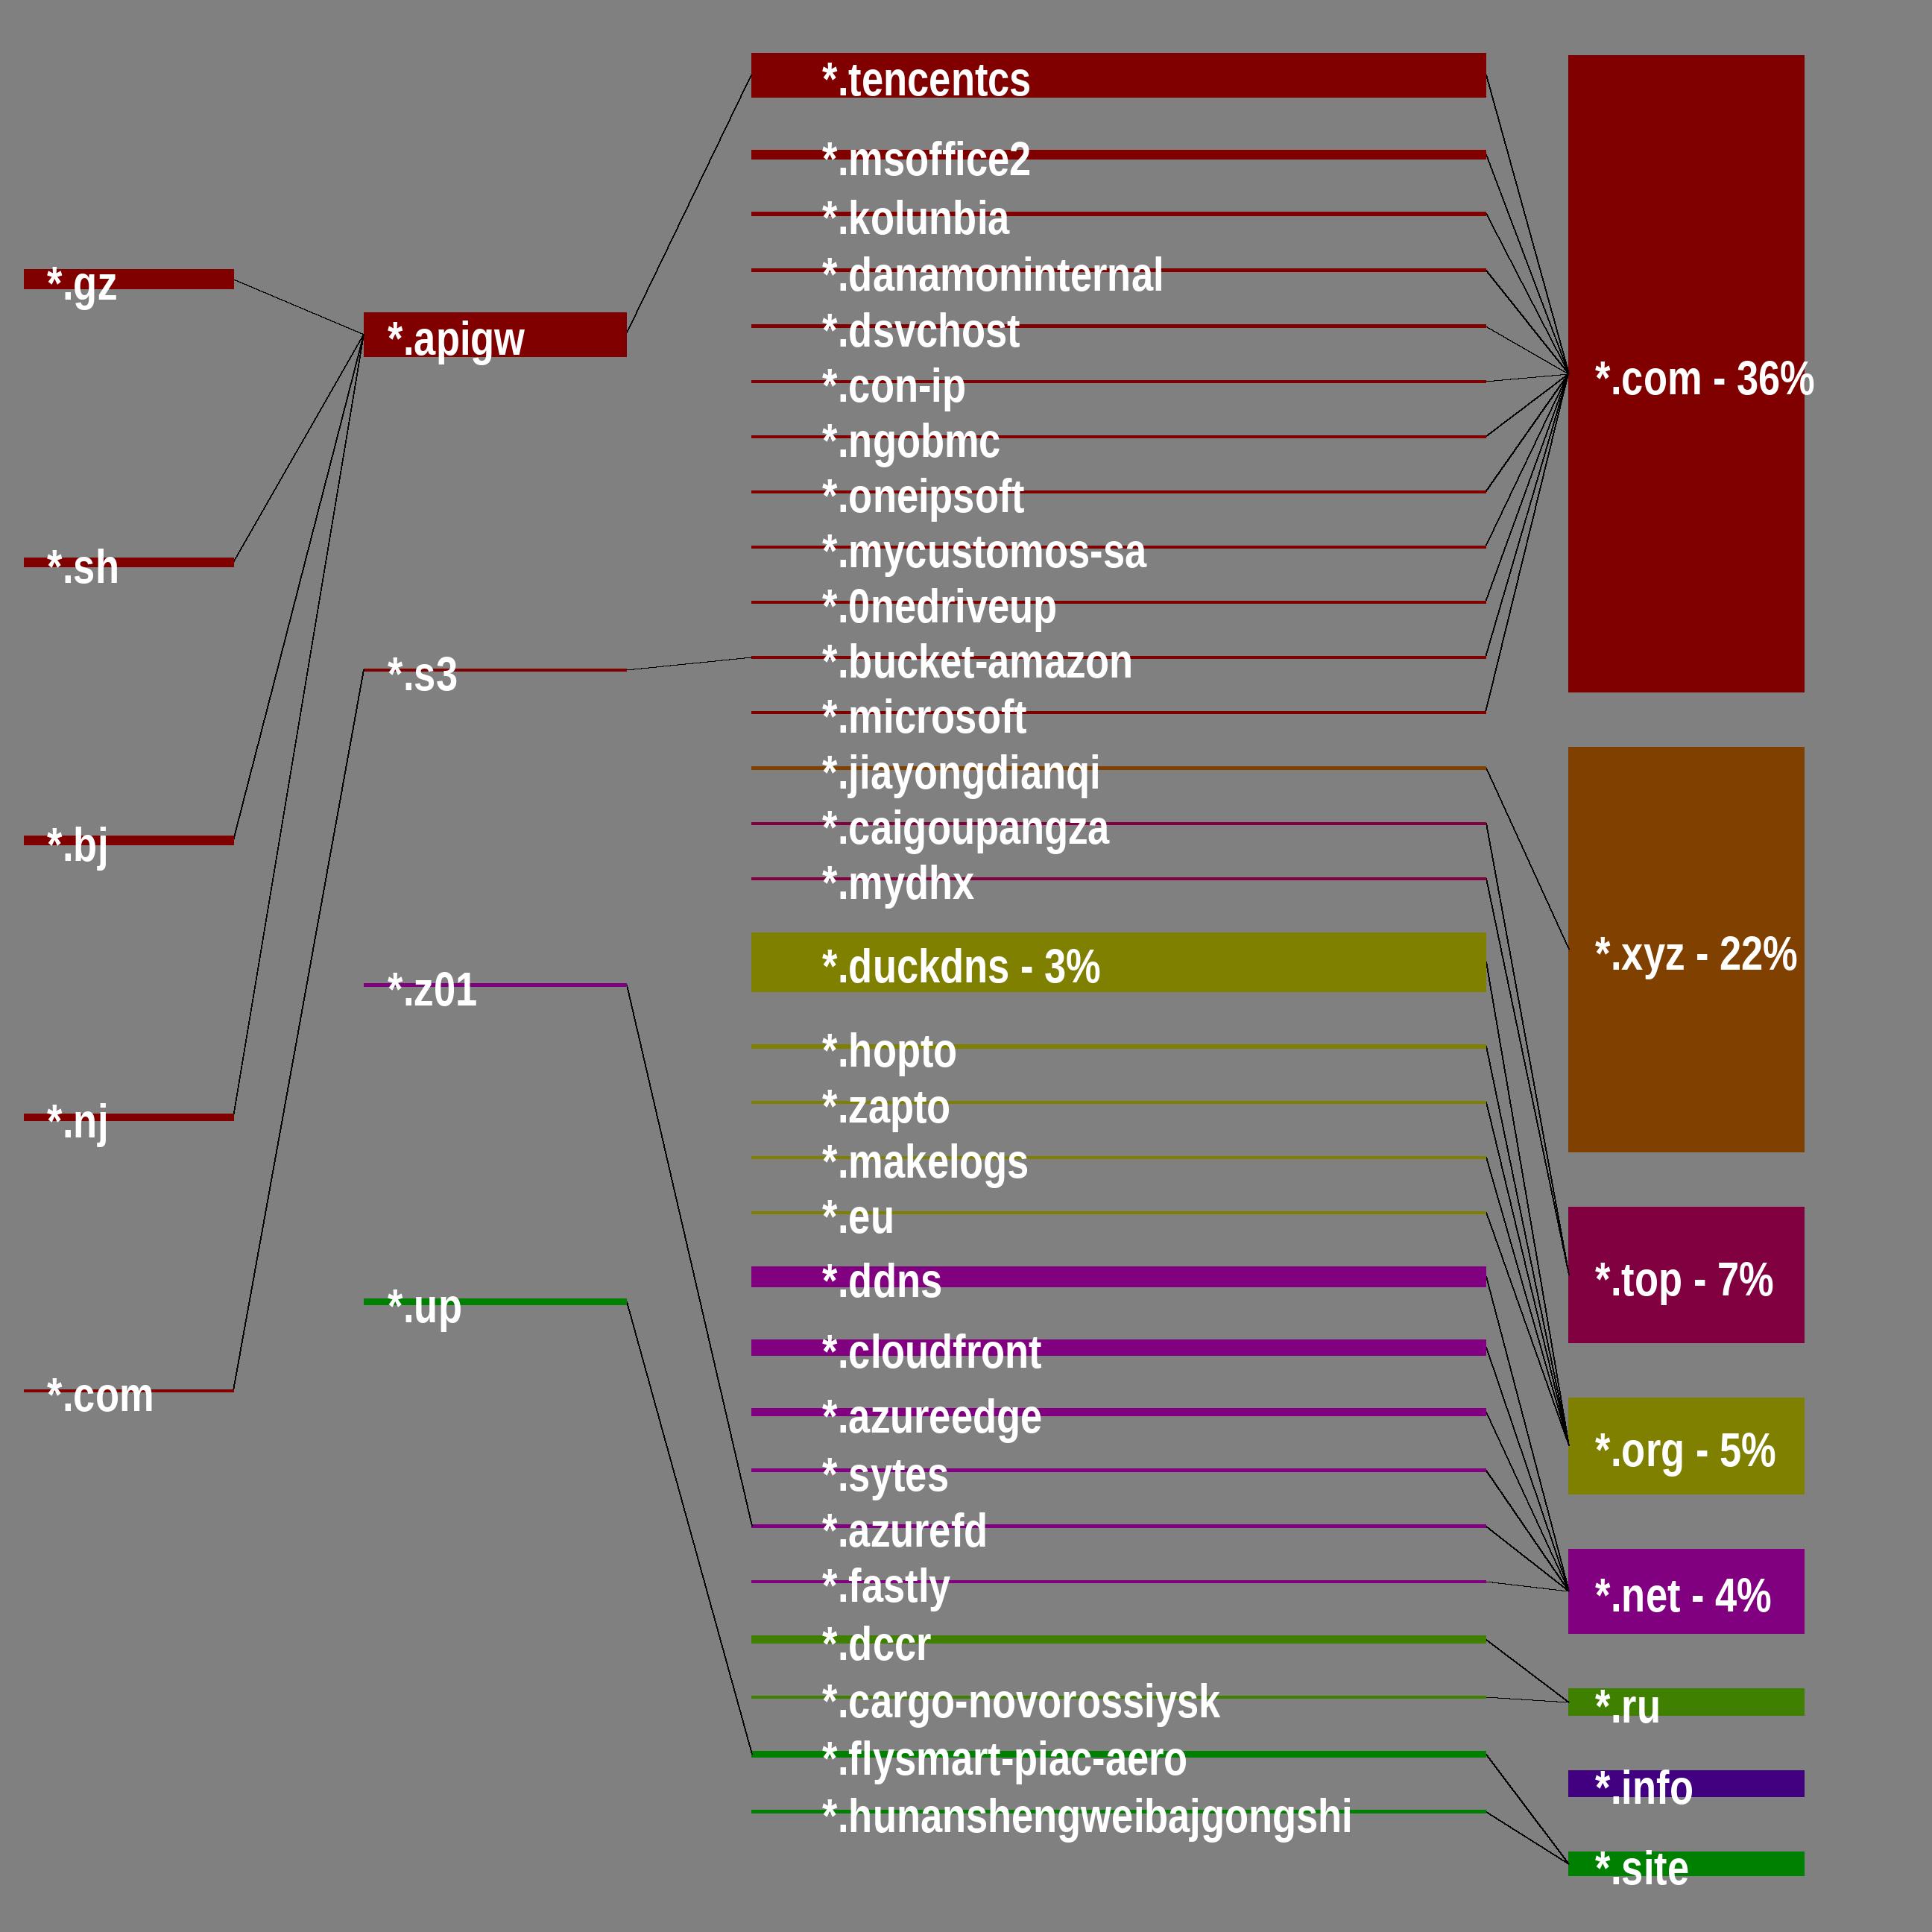 *.gz
*.sh
*.bj
*.nj
*.com
*.apigw
*.s3
*.z01
*.up
*.tencentcs
*.msoffice2
*.kolunbia
*.danamoninternal
*.dsvchost
*.con-ip
*.ngobmc
*.oneipsoft
*.mycustomos-sa
*.0nedriveup
*.bucket-amazon
*.microsoft
*.jiayongdianqi
*.caigoupangza
*.mydhx
*.duckdns - 3%
*.hopto
*.zapto
*.makelogs
*.eu
*.ddns
*.cloudfront
*.azureedge
*.sytes
*.azurefd
*.fastly
*.dccr
*.cargo-novorossiysk
*.flysmart-piac-aero
*.hunanshengweibajgongshi
*.com - 36%
*.xyz - 22%
*.top - 7%
*.org - 5%
*.net - 4%
*.ru
*.info
*.site